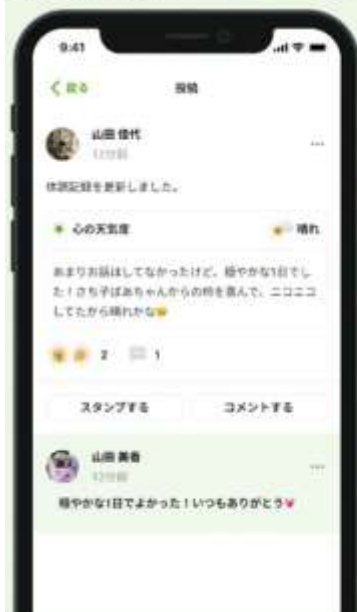 9:41
戻る
投稿
山田 佳代
12分前
体調記録を更新しました。
心の天気度
晴れ
あまりお話はしてなかったけど、穏やかな1日でし
た！さち子ばあちゃんからの柿を喜んで、ニコニコ
してたから晴れかな😄
2
1
スタンプする
コメントする
山田 美香
穏やかな1日でよかった！いつもありがとう💓